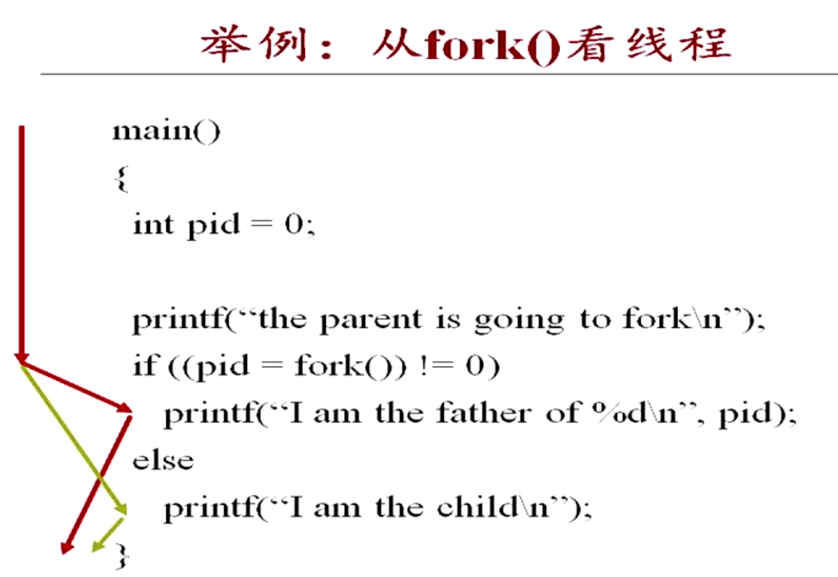 举例：从fork()看线程
main()
{
int pid = 0;
printf(“the parent is going to fork\n”);
if ((pid = fork()) != 0)
printf(“I am the father of %d\n”, pid);
else
printf(“I am the child\n”);
}